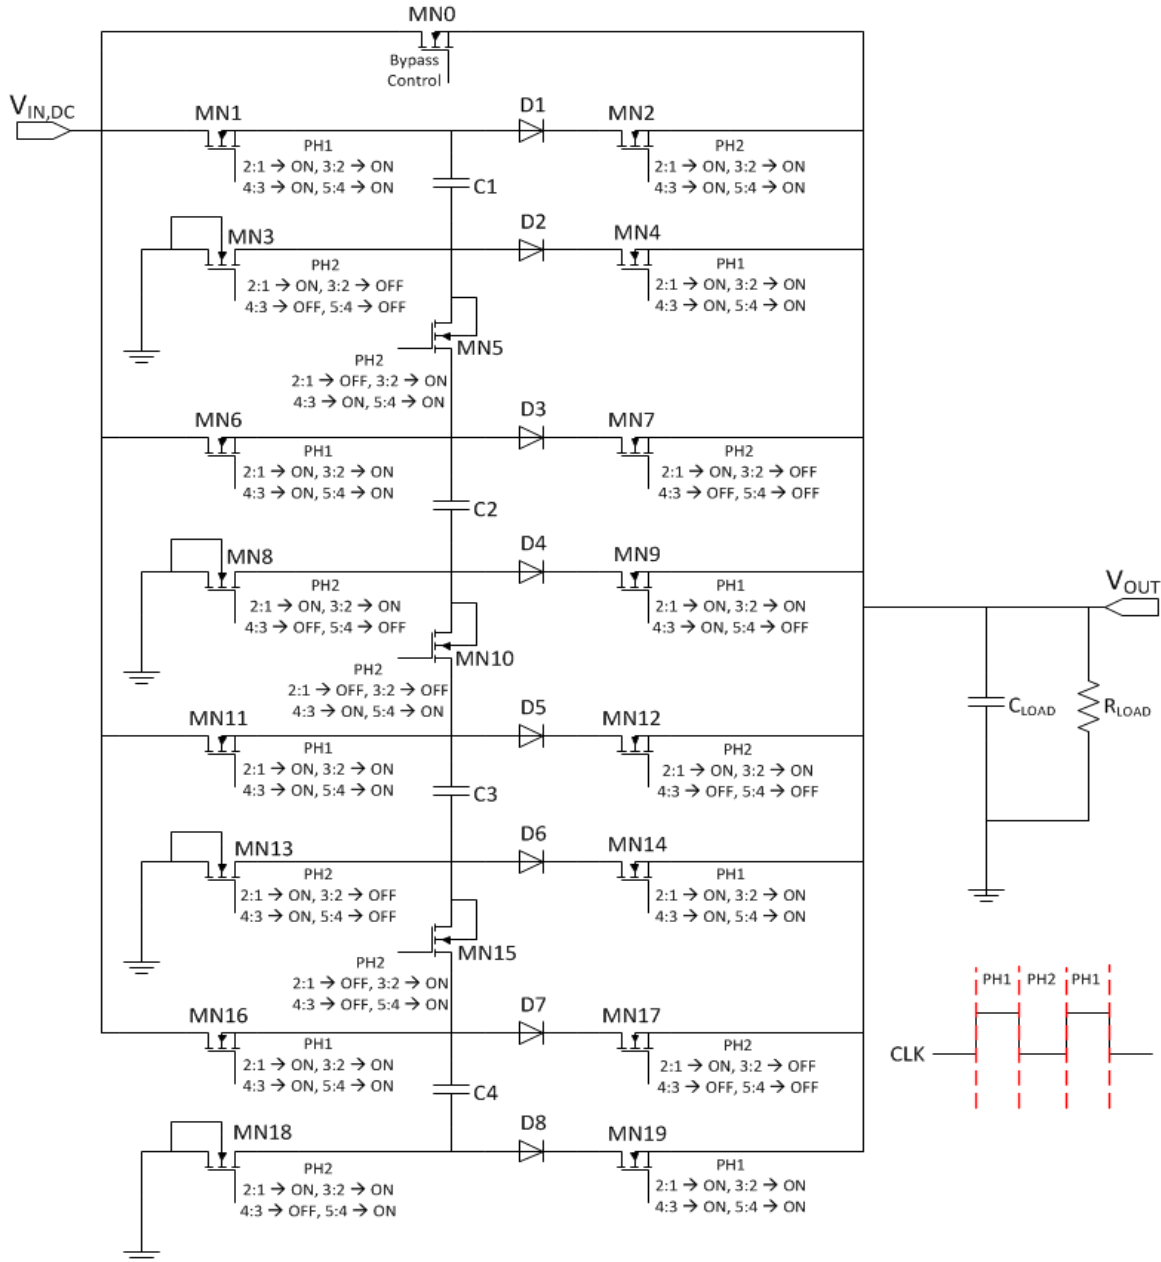 MN0
Bypass
Control
V_IN,DC
MN1
D1
MN2
PH1
2:1 → ON, 3:2 → ON
4:3 → ON, 5:4 → ON
PH2
2:1 → ON, 3:2 → ON
4:3 → ON, 5:4 → ON
C1
MN3
D2
MN4
PH2
2:1 → ON, 3:2 → OFF
4:3 → OFF, 5:4 → OFF
PH1
2:1 → ON, 3:2 → ON
4:3 → ON, 5:4 → ON
MN5
PH2
2:1 → OFF, 3:2 → ON
4:3 → ON, 5:4 → ON
MN6
D3
MN7
PH1
2:1 → ON, 3:2 → ON
4:3 → ON, 5:4 → ON
PH2
2:1 → ON, 3:2 → OFF
4:3 → OFF, 5:4 → OFF
C2
MN8
D4
MN9
PH2
2:1 → ON, 3:2 → ON
4:3 → OFF, 5:4 → OFF
PH1
2:1 → ON, 3:2 → ON
4:3 → ON, 5:4 → OFF
V_OUT
MN10
PH2
2:1 → OFF, 3:2 → OFF
4:3 → ON, 5:4 → ON
C_LOAD
R_LOAD
MN11
D5
MN12
PH1
2:1 → ON, 3:2 → ON
4:3 → ON, 5:4 → ON
PH2
2:1 → ON, 3:2 → ON
4:3 → OFF, 5:4 → OFF
C3
MN13
D6
MN14
PH2
2:1 → ON, 3:2 → OFF
4:3 → ON, 5:4 → OFF
PH1
2:1 → ON, 3:2 → ON
4:3 → ON, 5:4 → ON
MN15
PH2
2:1 → OFF, 3:2 → ON
4:3 → OFF, 5:4 → ON
PH1
PH2
PH1
CLK
MN16
D7
MN17
PH1
2:1 → ON, 3:2 → ON
4:3 → ON, 5:4 → ON
PH2
2:1 → ON, 3:2 → OFF
4:3 → OFF, 5:4 → OFF
C4
MN18
D8
MN19
PH2
2:1 → ON, 3:2 → ON
4:3 → OFF, 5:4 → ON
PH1
2:1 → ON, 3:2 → ON
4:3 → ON, 5:4 → ON